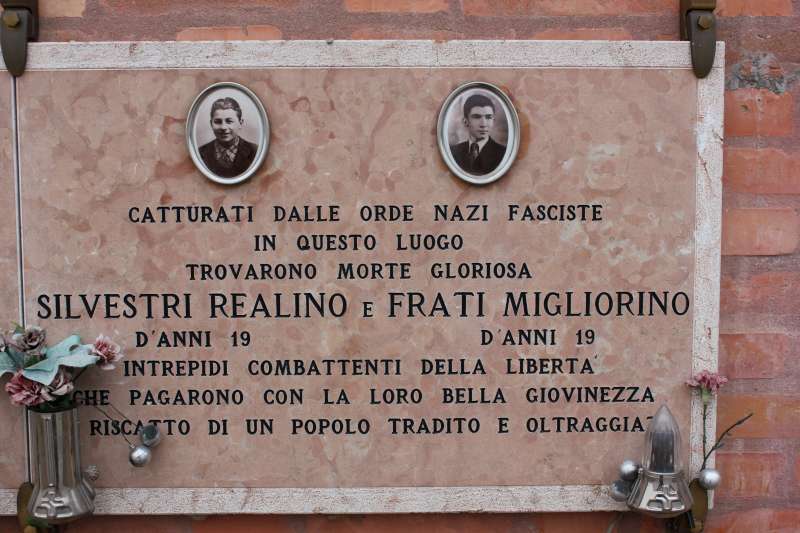 CATTURATI DALLE ORDE NAZI FASCISTE
IN QUESTO LUOGO
TROVARONO MORTE GLORIOSA
SILVESTRI REALINO E FRATI MIGLIORINO
D'ANNI 19 D'ANNI 19
INTREPIDI COMBATTENTI DELLA LIBERTA'
CHE PAGARONO CON LA LORO BELLA GIOVINEZZA
RISCATTO DI UN POPOLO TRADITO E